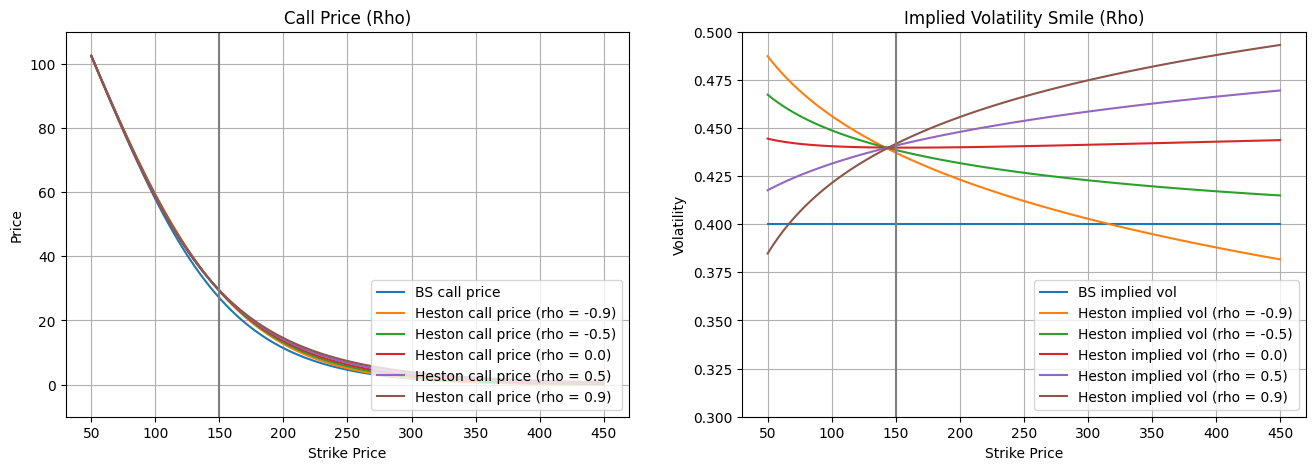 Call Price (Rho)
Price
100
80
60
40
20
0
BS call price
Heston call price (rho = -0.9)
Heston call price (rho = -0.5)
Heston call price (rho = 0.0)
Heston call price (rho = 0.5)
Heston call price (rho = 0.9)
50 100 150 200 250 300 350 400 450
Strike Price
Implied Volatility Smile (Rho)
Volatility
0.500
0.475
0.450
0.425
0.400
0.375
0.350
0.325
0.300
BS implied vol
Heston implied vol (rho = -0.9)
Heston implied vol (rho = -0.5)
Heston implied vol (rho = 0.0)
Heston implied vol (rho = 0.5)
Heston implied vol (rho = 0.9)
50 100 150 200 250 300 350 400 450
Strike Price